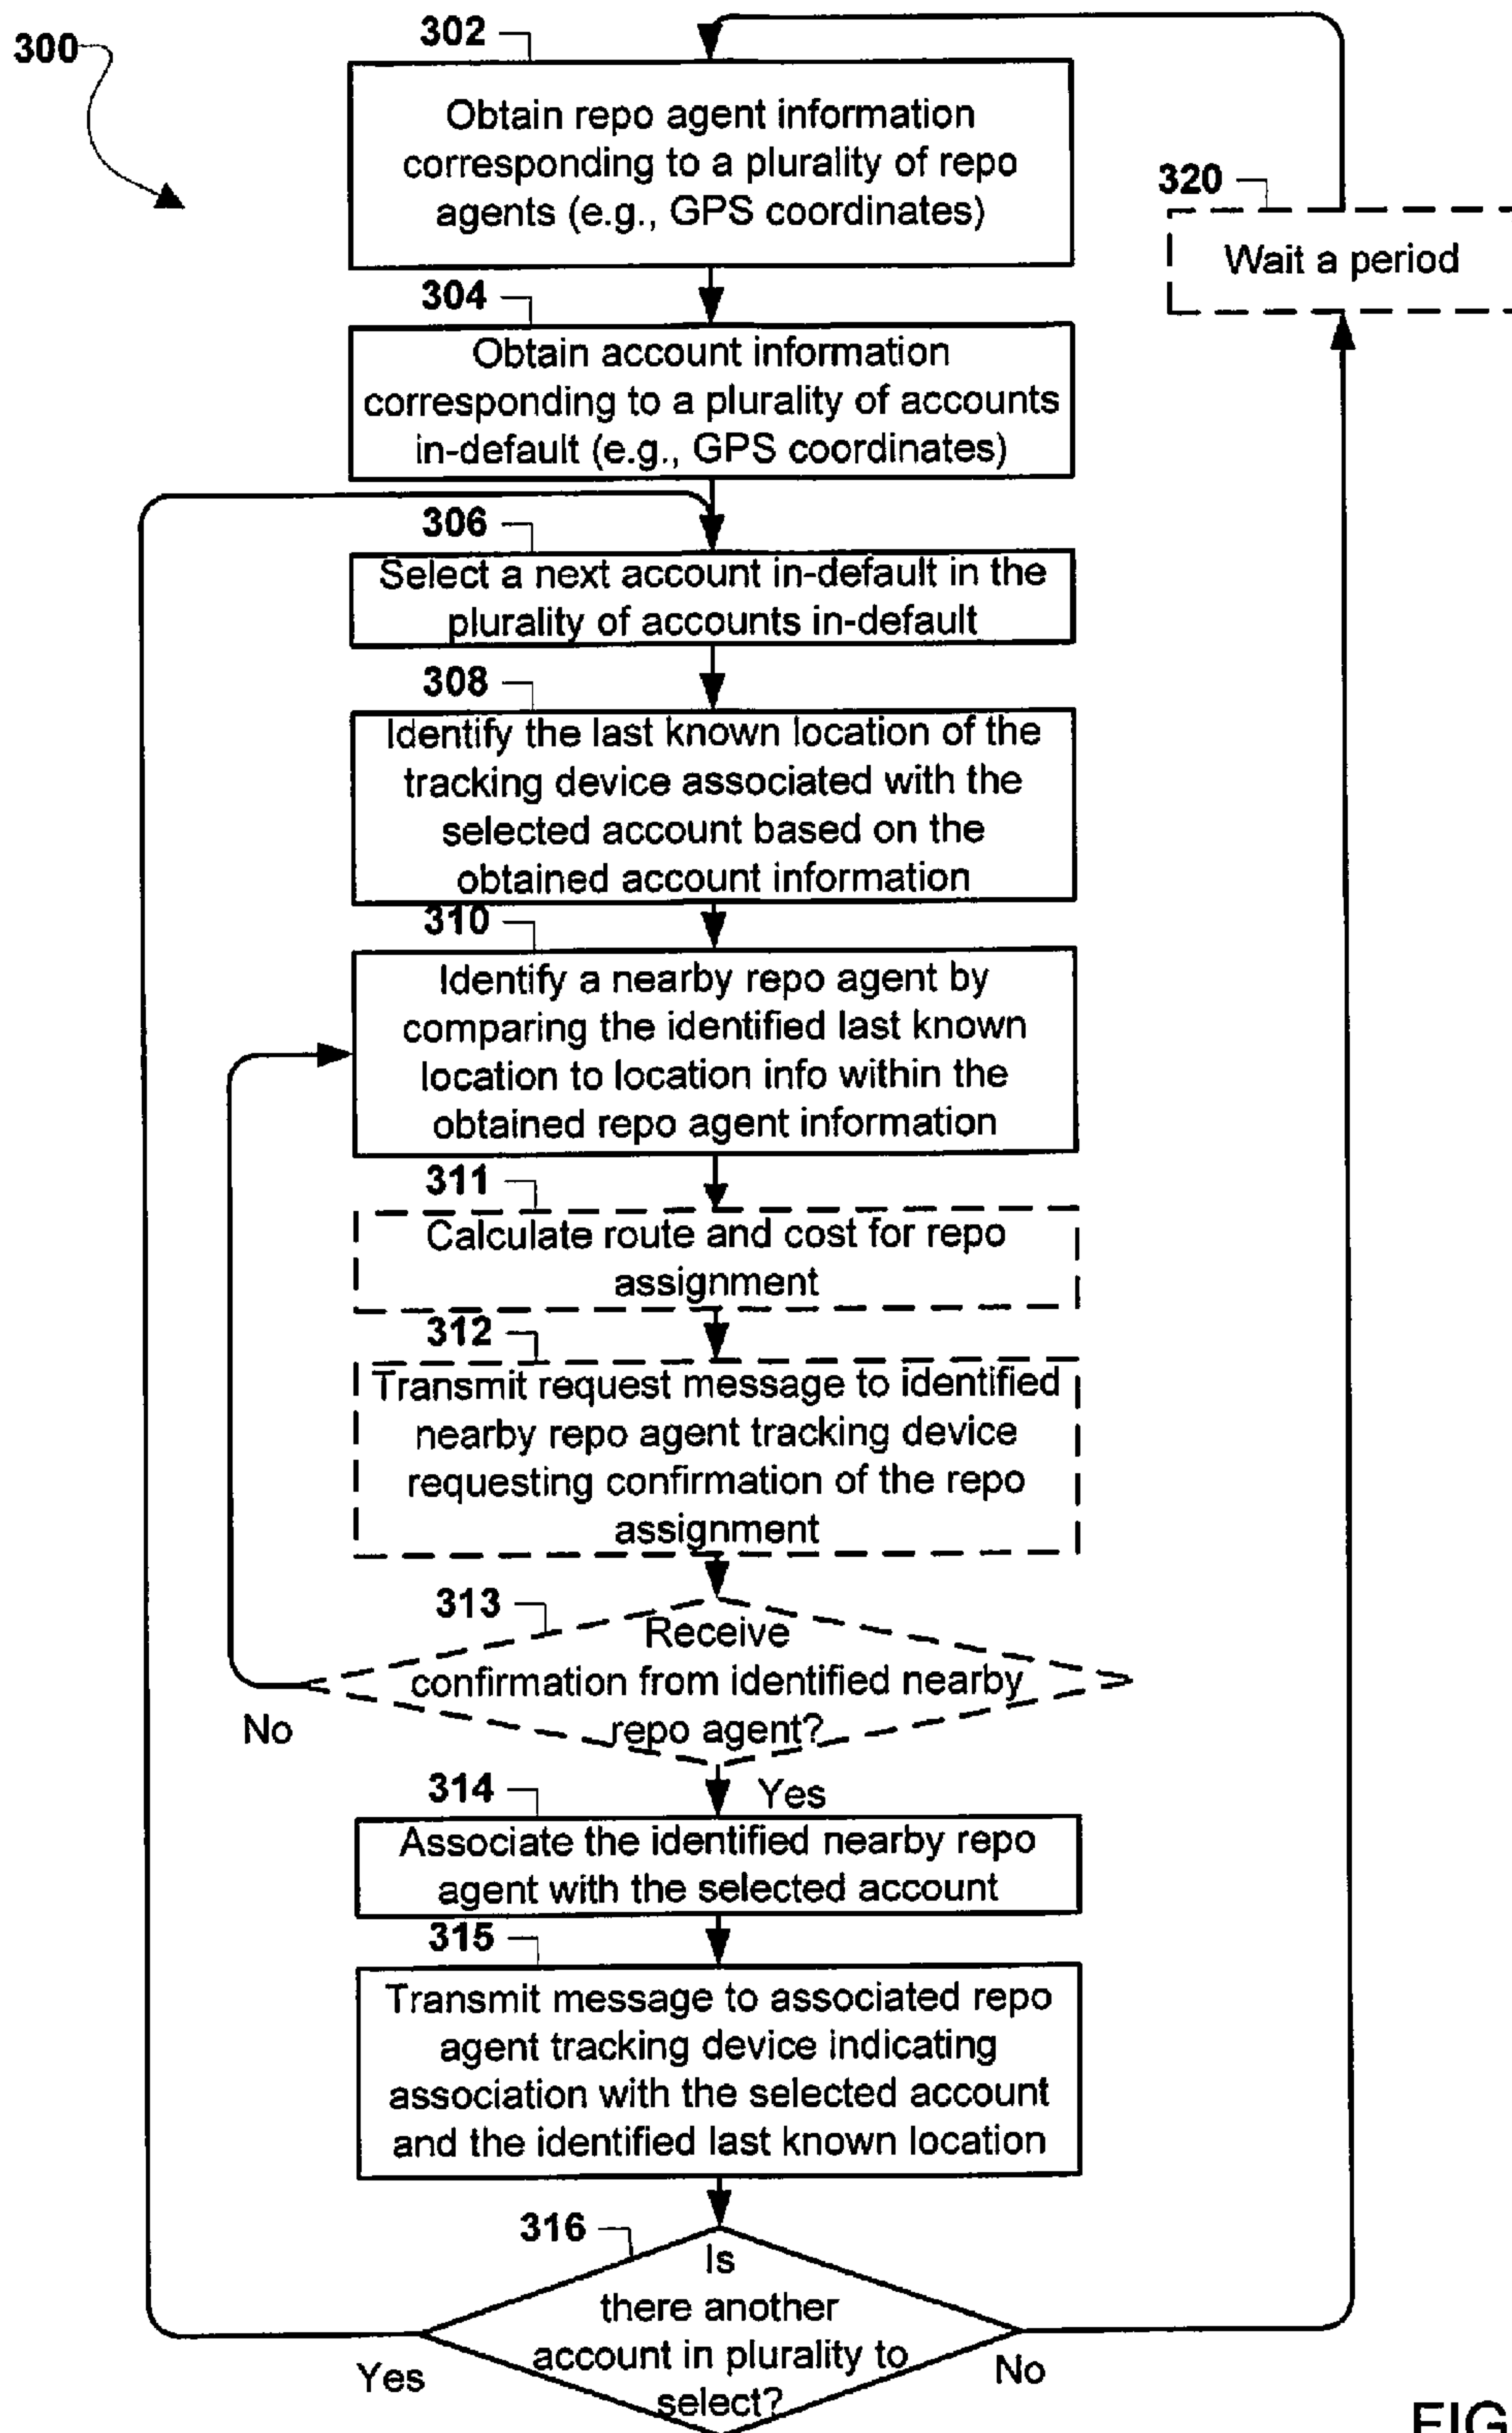 300
302
Obtain repo agent information
corresponding to a plurality of repo
agents (e.g., GPS coordinates)
320
Wait a period
304
Obtain account information
corresponding to a plurality of accounts
in-default (e.g., GPS coordinates)
306
Select a next account in-default in the
plurality of accounts in-default
308
Identify the last known location of the
tracking device associated with the
selected account based on the
obtained account information
310
Identify a nearby repo agent by
comparing the identified last known
location to location info within the
obtained repo agent information
311
Calculate route and cost for repo
assignment
312
Transmit request message to identified
nearby repo agent tracking device
requesting confirmation of the repo
assignment
313
Receive
confirmation from identified nearby
repo agent?
No
Yes
314
Associate the identified nearby repo
agent with the selected account
315
Transmit message to associated repo
agent tracking device indicating
association with the selected account
and the identified last known location
316
Is
there another
account in plurality to
select?
Yes
No
FIG